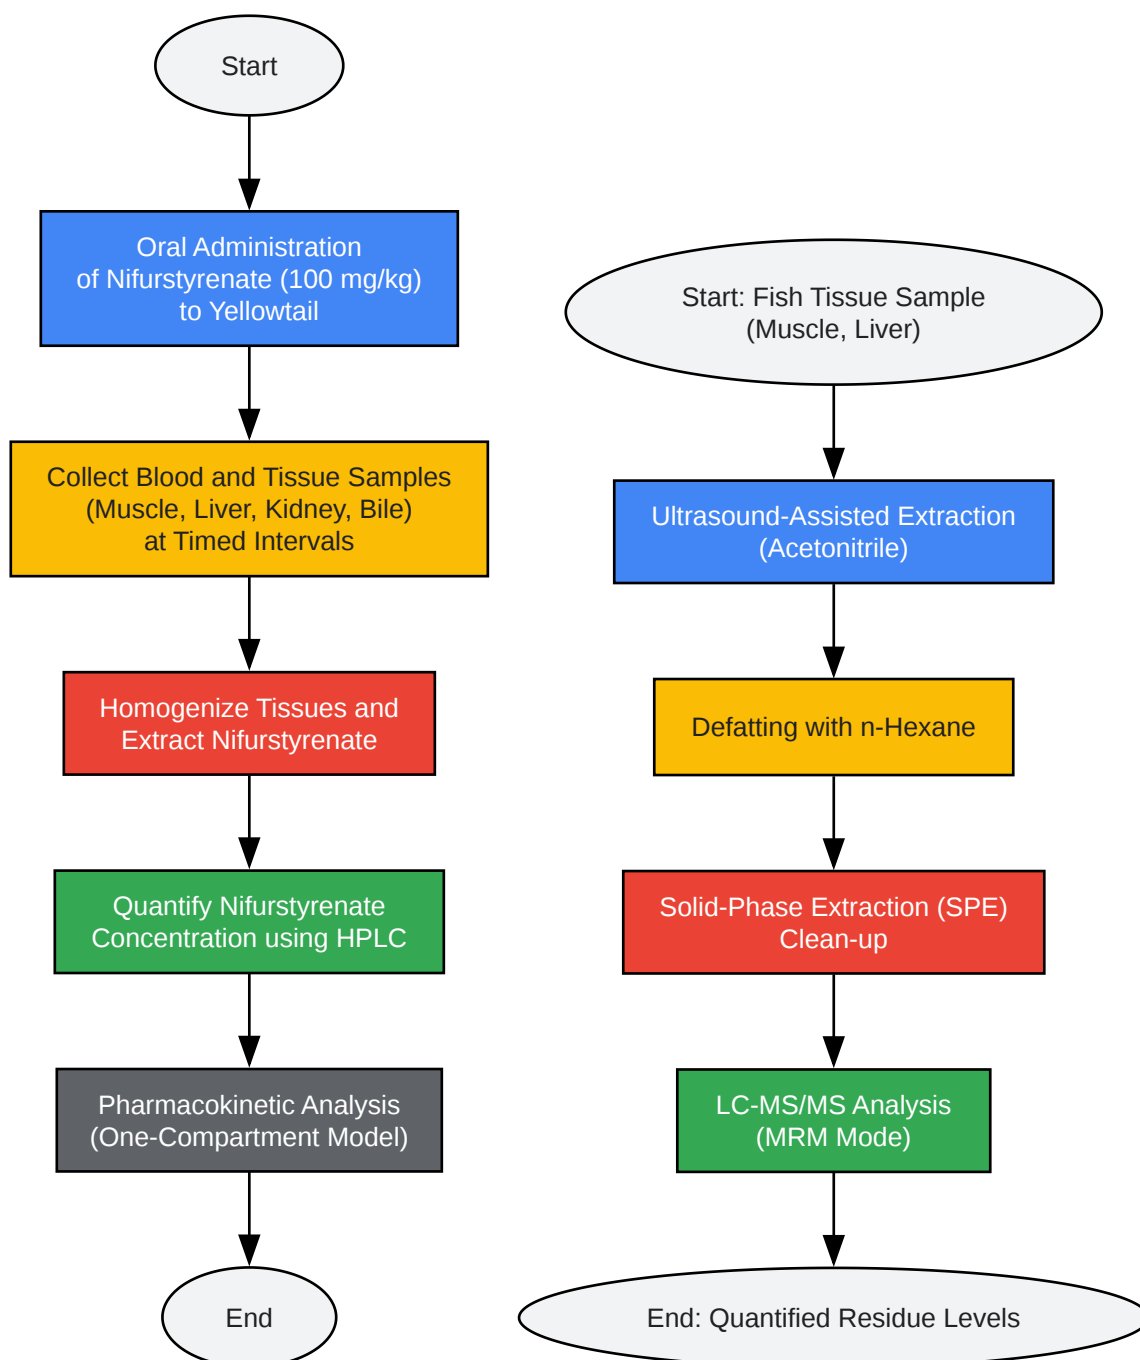 Start
Oral Administration
of Nifurstyrenate (100 mg/kg)
to Yellowtail
Collect Blood and Tissue Samples
(Muscle, Liver, Kidney, Bile)
at Timed Intervals
Homogenize Tissues and
Extract Nifurstyrenate
Quantify Nifurstyrenate
Concentration using HPLC
Pharmacokinetic Analysis
(One-Compartment Model)
End
Start: Fish Tissue Sample
(Muscle, Liver)
Ultrasound-Assisted Extraction
(Acetonitrile)
Defatting with n-Hexane
Solid-Phase Extraction (SPE)
Clean-up
LC-MS/MS Analysis
(MRM Mode)
End: Quantified Residue Levels